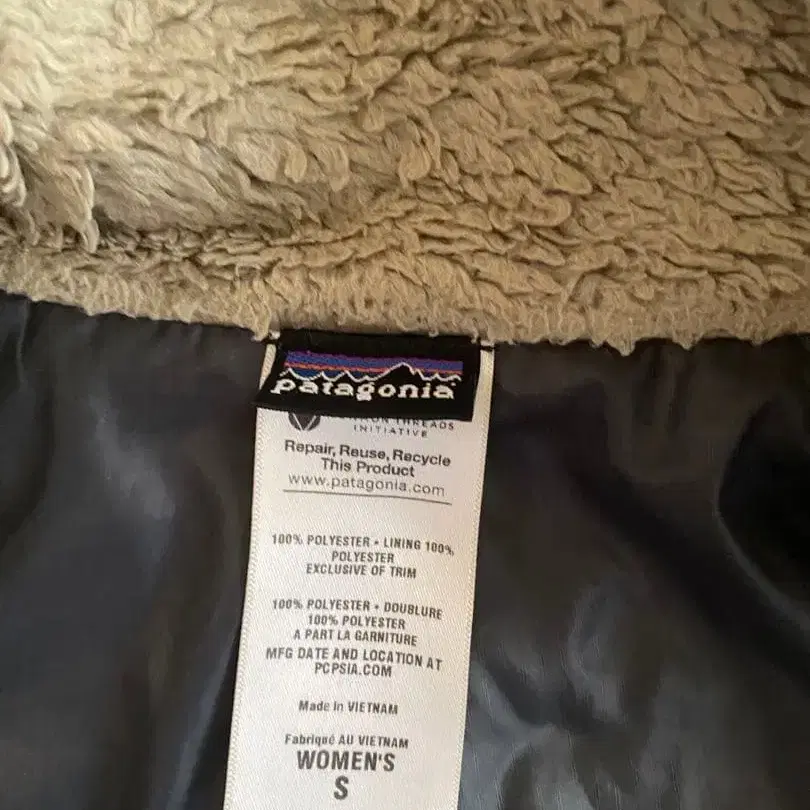 patagonia
THREADS
INITIATIVE
Repair, Reuse, Recycle
This Product
www.patagonia.com
100% POLYESTER • LINING 100%
POLYESTER
EXCLUSIVE OF TRIM
100% POLYESTER • DOUBLURE
100% POLYESTER
A PART LA GARNITURE
MFG DATE AND LOCATION AT
PCPSIA.COM
Made in VIETNAM
Fabriqué AU VIETNAM
WOMEN'S
S